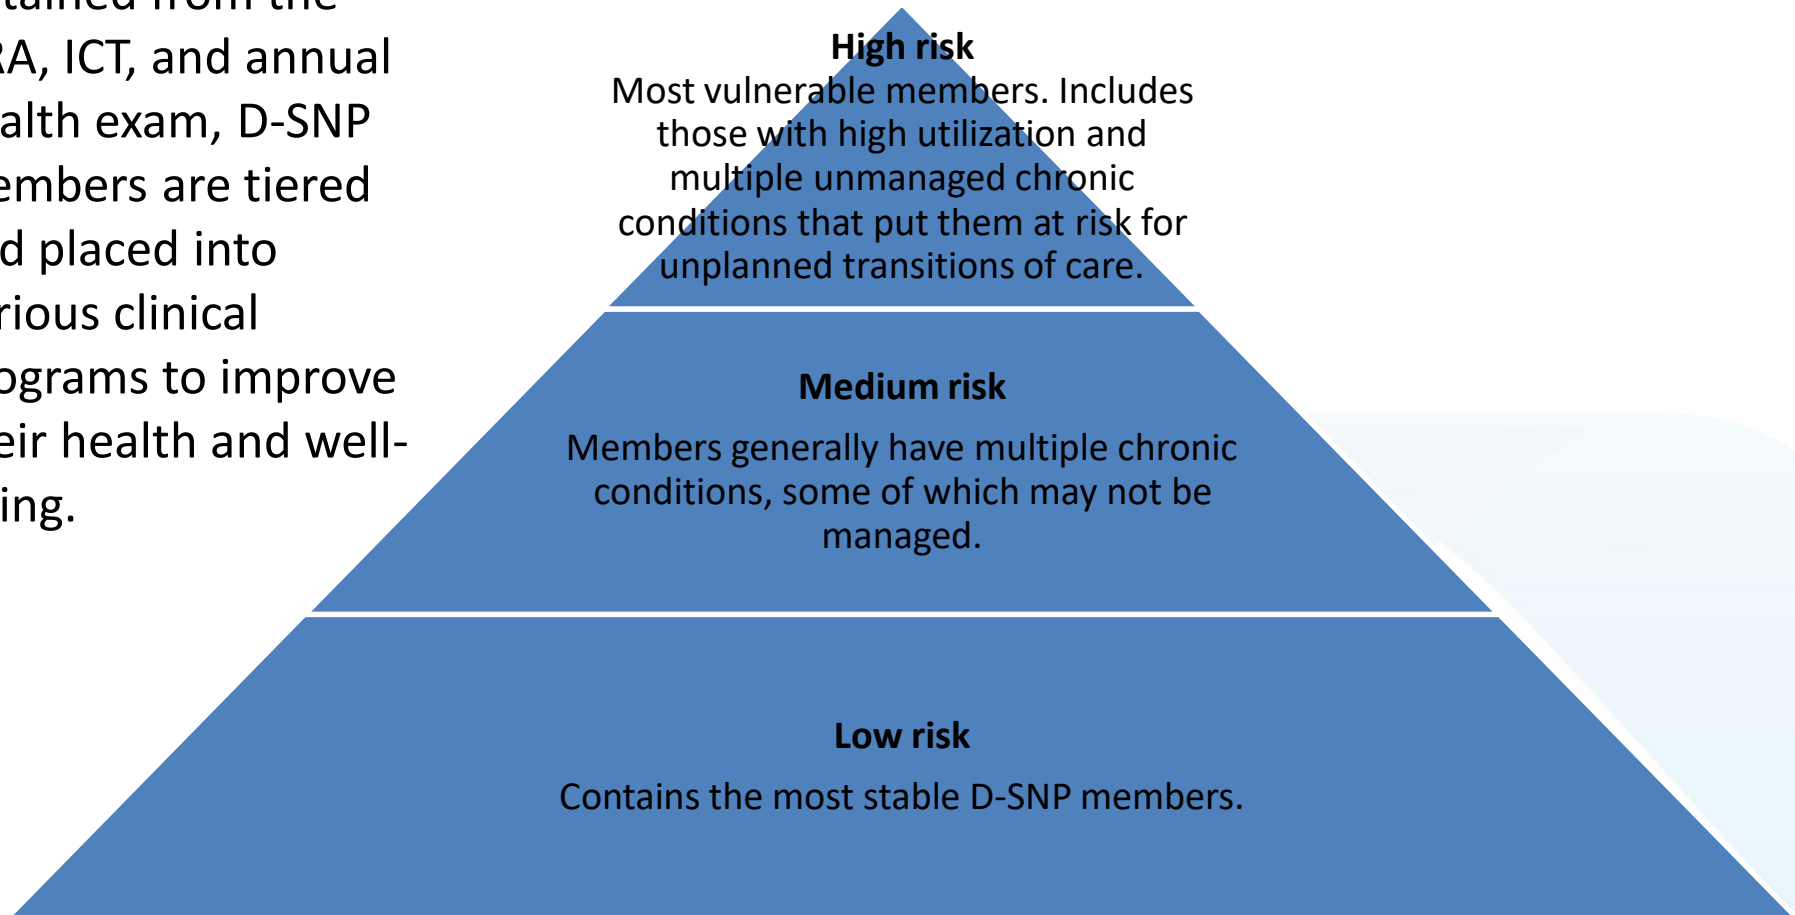 tained from the
RA, ICT, and annual
alth exam, D-SNP
embers are tiered
d placed into
rious clinical
ograms to improve
eir health and well-
ing.
High risk
Most vulnerable members. Includes
those with high utilization and
multiple unmanaged chronic
conditions that put them at risk for
unplanned transitions of care.
Medium risk
Members generally have multiple chronic
conditions, some of which may not be
managed.
Low risk
Contains the most stable D-SNP members.